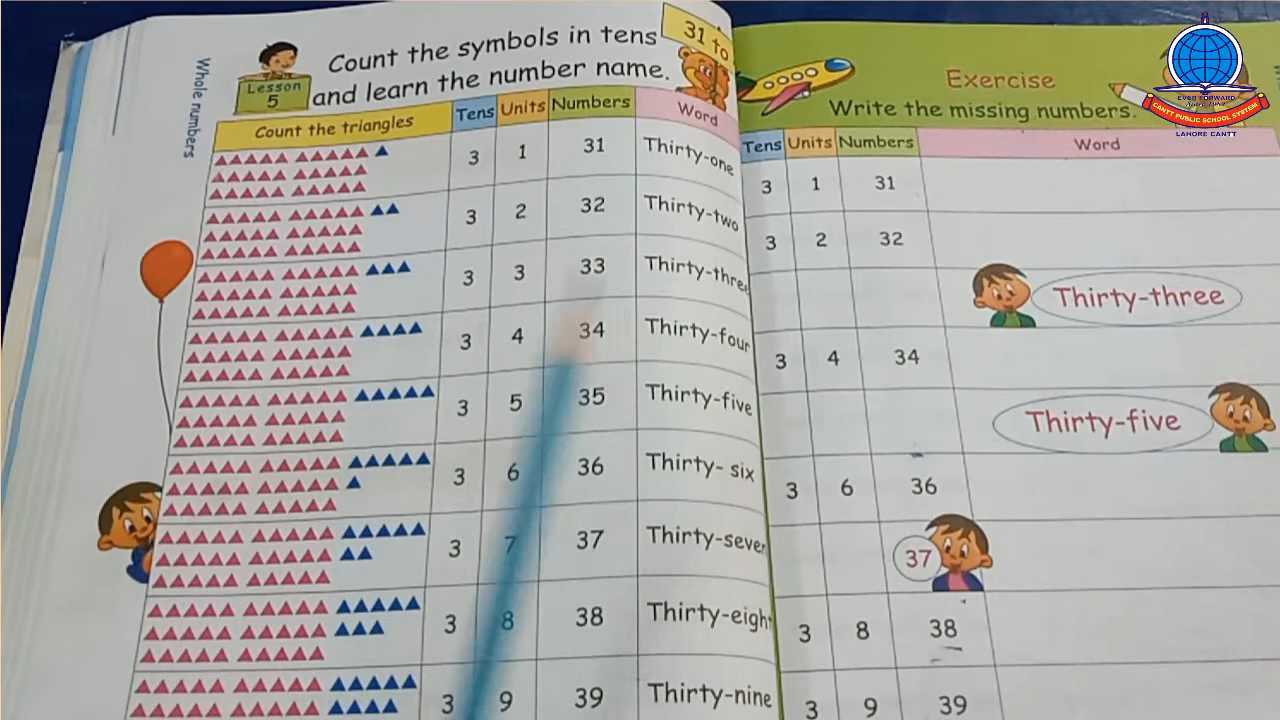 Whole numbers
Lesson
5
Count the symbols in tens
and learn the number name.
31 to
Count the triangles Tens Units Numbers Word
3 1 31 Thirty-one
3 2 32 Thirty-two
3 3 33 Thirty-three
3 4 34 Thirty-four
3 5 35 Thirty-five
3 6 36 Thirty- six
3 7 37 Thirty-seven
3 8 38 Thirty-eight
3 9 39 Thirty-nine
Exercise
Write the missing numbers.
Tens Units Numbers Word
3 1 31
3 2 32
Thirty-three
3 4 34
Thirty-five
3 6 36
37
3 8 38
3 9 39
EVER FORWARD
CANTT PUBLIC SCHOOL SYSTEM
LAHORE CANTT